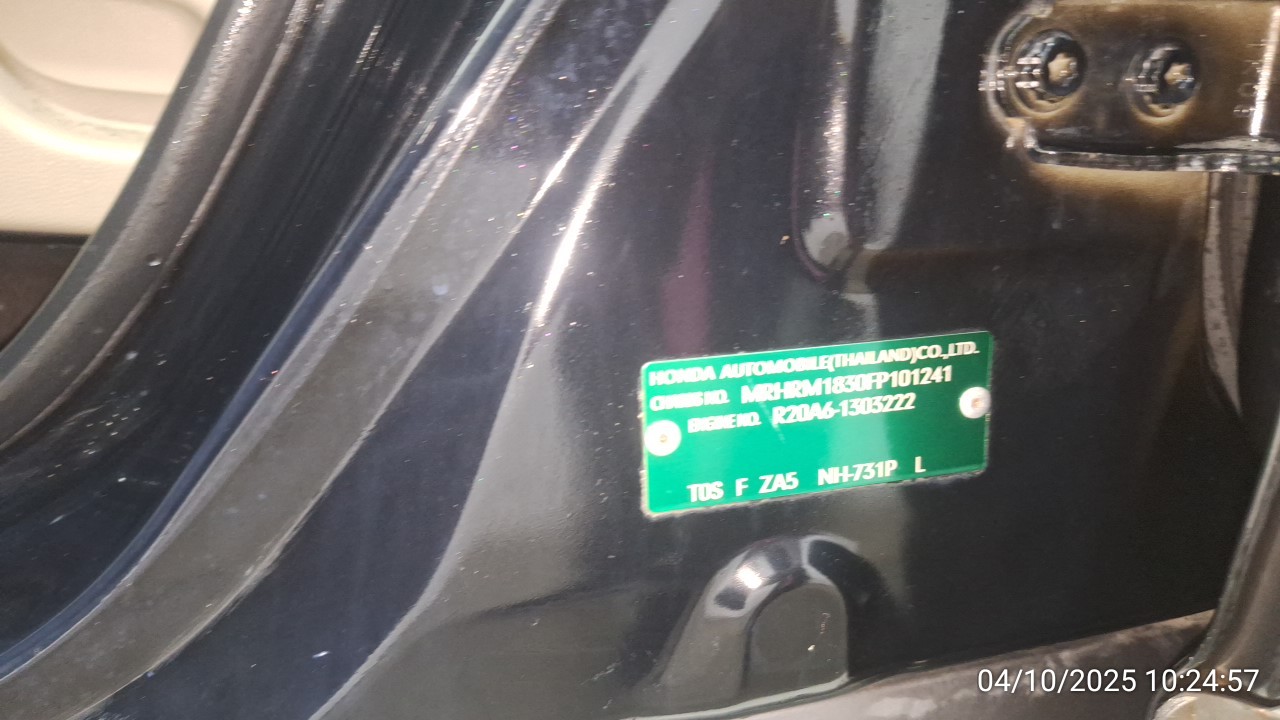 HONDA AUTOMOBILE(THAILAND)CO.,LTD.
CHASSIS NO. MRHRM1830FP101241
ENGINE NO. R20A6-1303222
T0S F ZA5 NH-731P L
04/10/2025 10:24:57